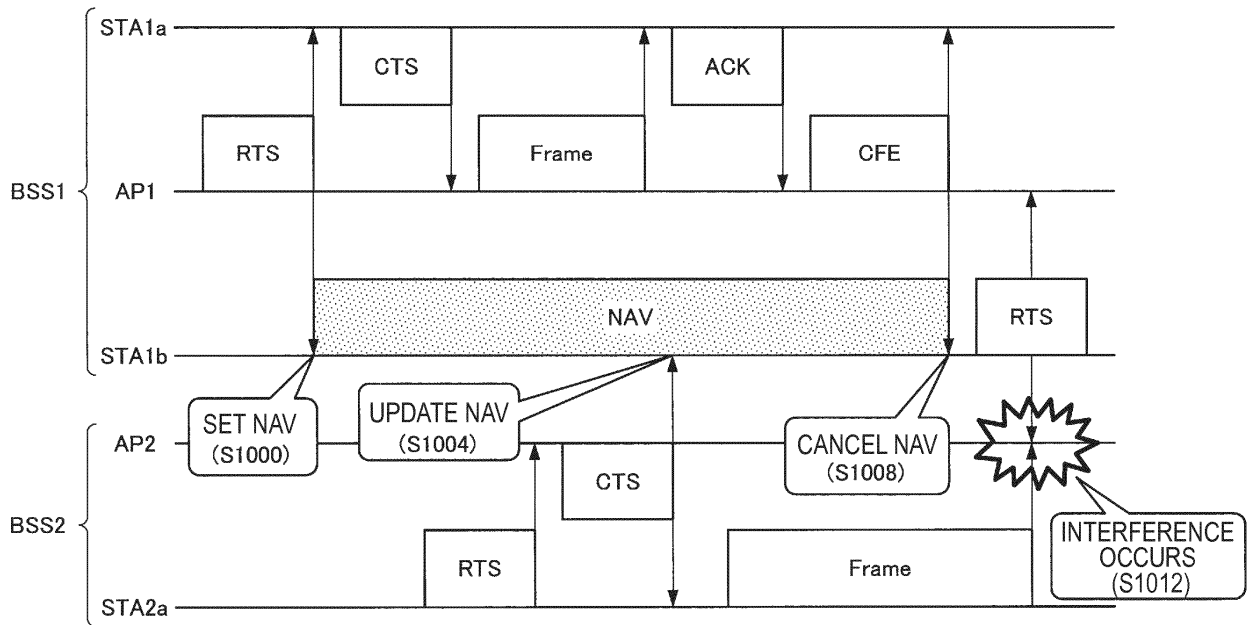 STA1a
CTS
ACK
RTS
Frame
CFE
BSS1
AP1
NAV
RTS
STA1b
SET NAV
(S1000)
UPDATE NAV
(S1004)
CANCEL NAV
(S1008)
AP2
CTS
BSS2
INTERFERENCE
OCCURS
(S1012)
RTS
Frame
STA2a